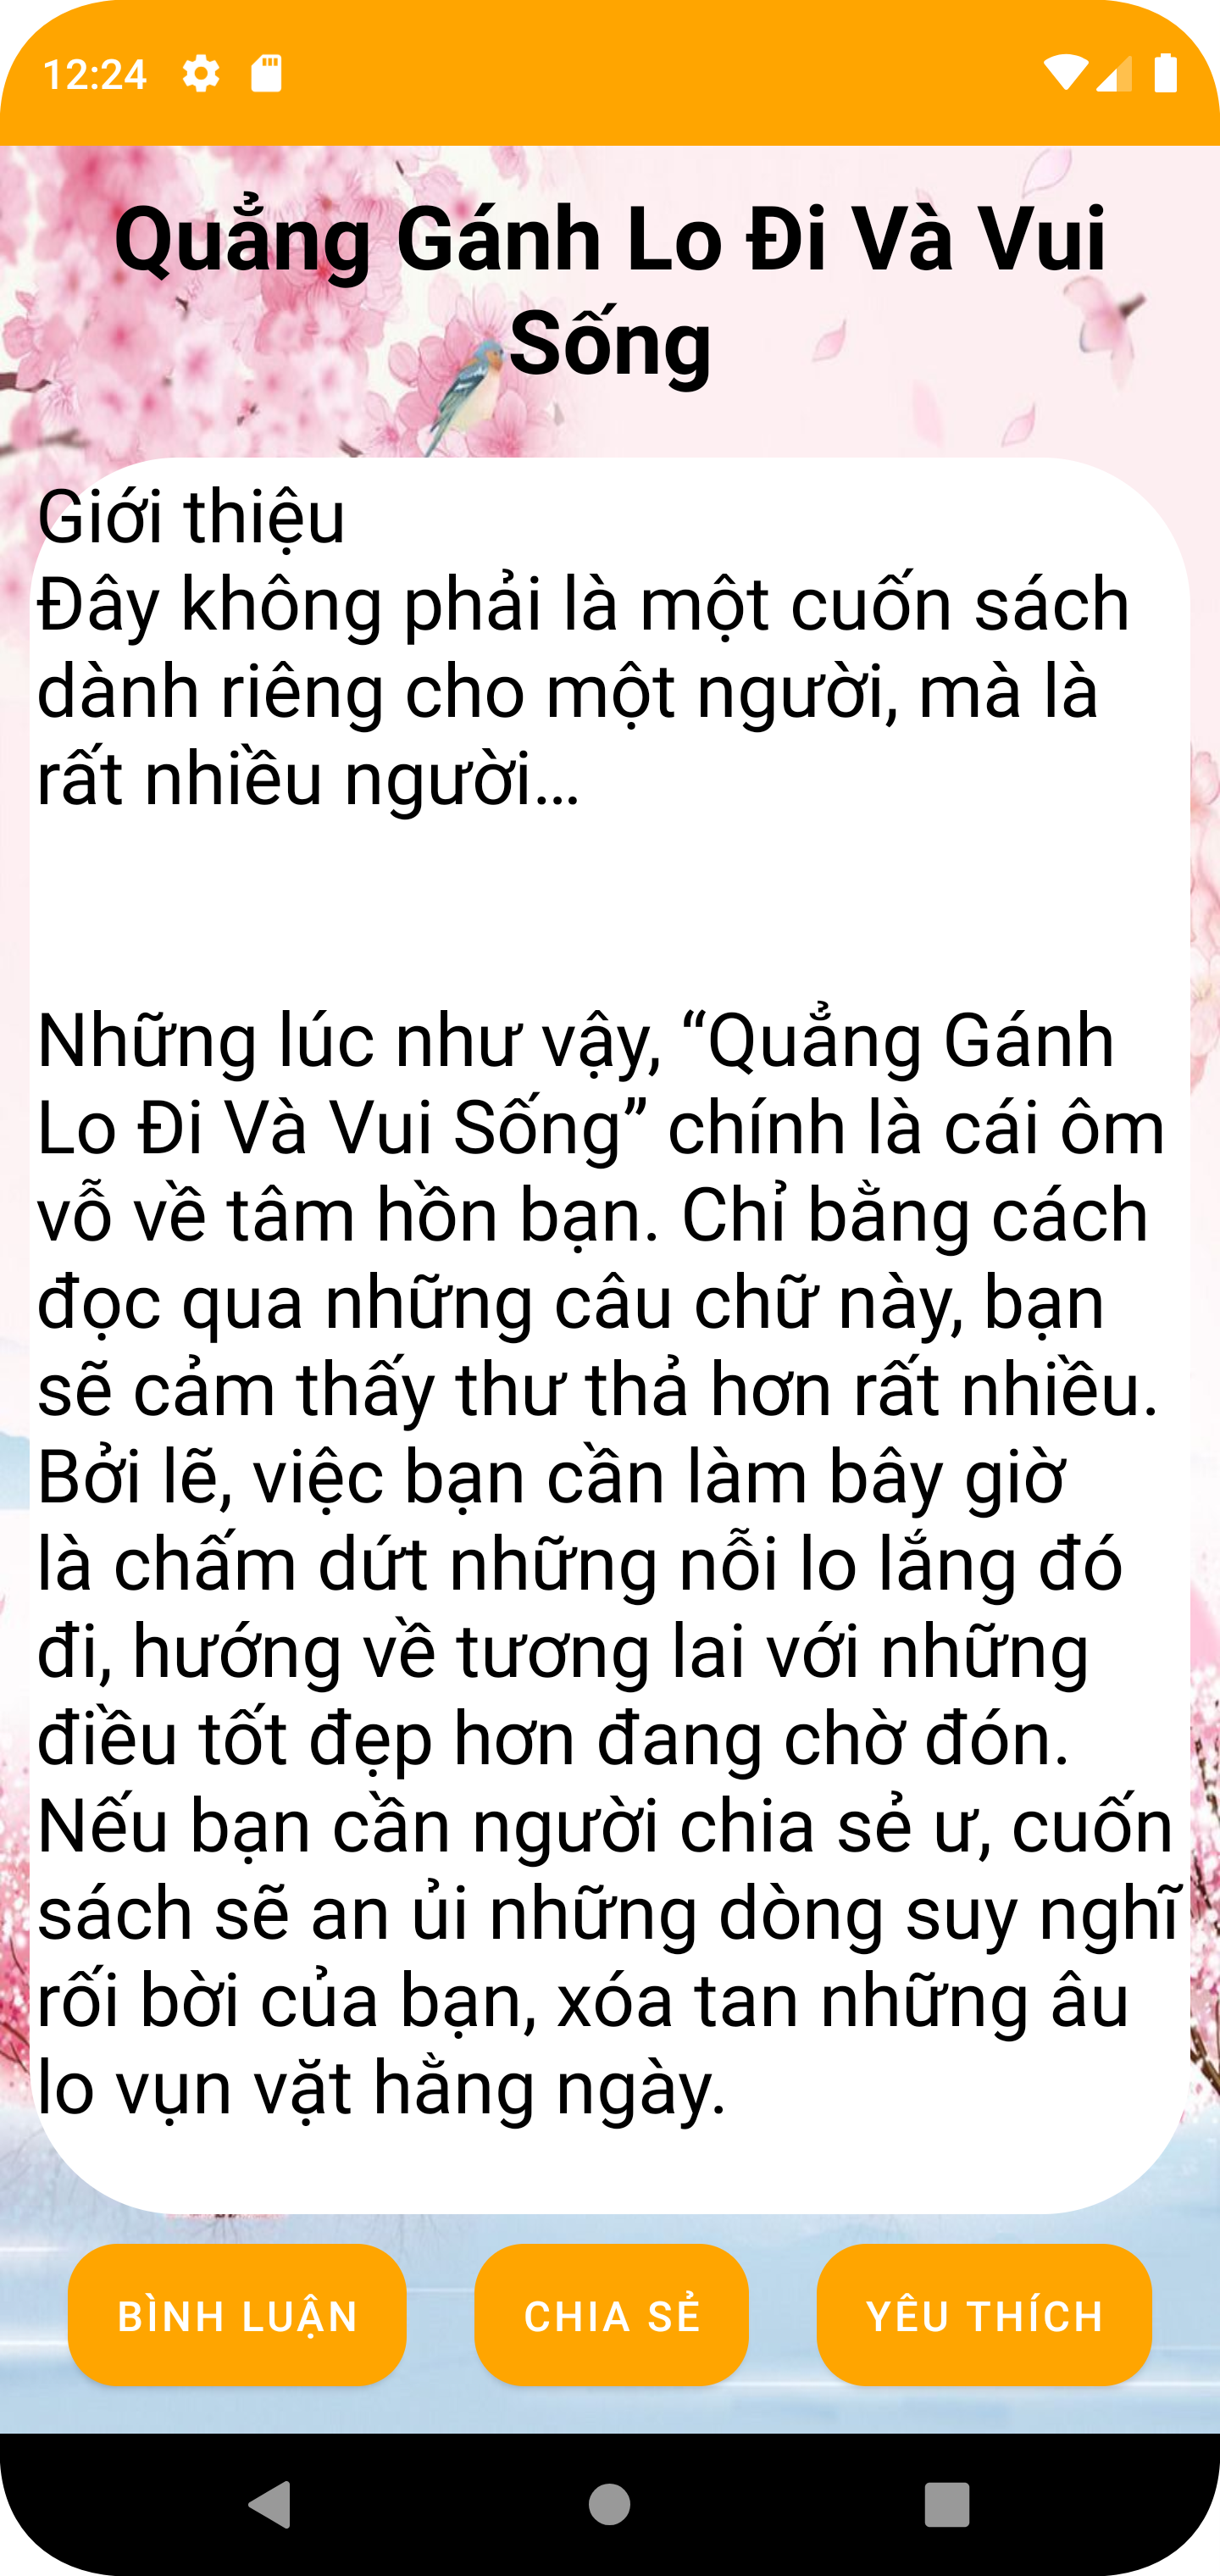 12:24
Quẳng Gánh Lo Đi Và Vui
Sống
Giới thiệu
Đây không phải là một cuốn sách
dành riêng cho một người, mà là
rất nhiều người...
Những lúc như vậy, “Quẳng Gánh
Lo Đi Và Vui Sống” chính là cái ôm
vỗ về tâm hồn bạn. Chỉ bằng cách
đọc qua những câu chữ này, bạn
sẽ cảm thấy thư thả hơn rất nhiều.
Bởi lẽ, việc bạn cần làm bây giờ
là chấm dứt những nỗi lo lắng đó
đi, hướng về tương lai với những
điều tốt đẹp hơn đang chờ đón.
Nếu bạn cần người chia sẻ ư, cuốn
sách sẽ an ủi những dòng suy nghĩ
rối bời của bạn, xóa tan những âu
lo vụn vặt hằng ngày.
BÌNH LUẬN
CHIA SẺ
YÊU THÍCH